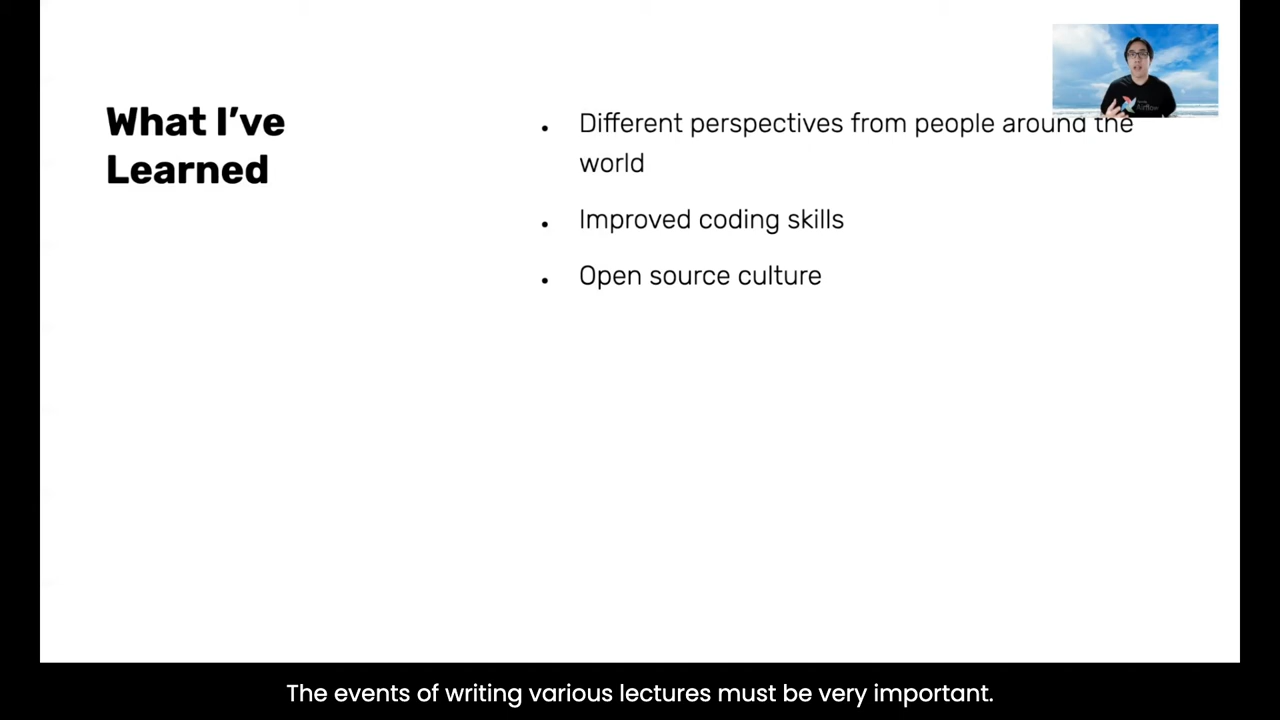 What I've
Learned
• Different perspectives from people around the
world
• Improved coding skills
• Open source culture
Airflow
The events of writing various lectures must be very important.